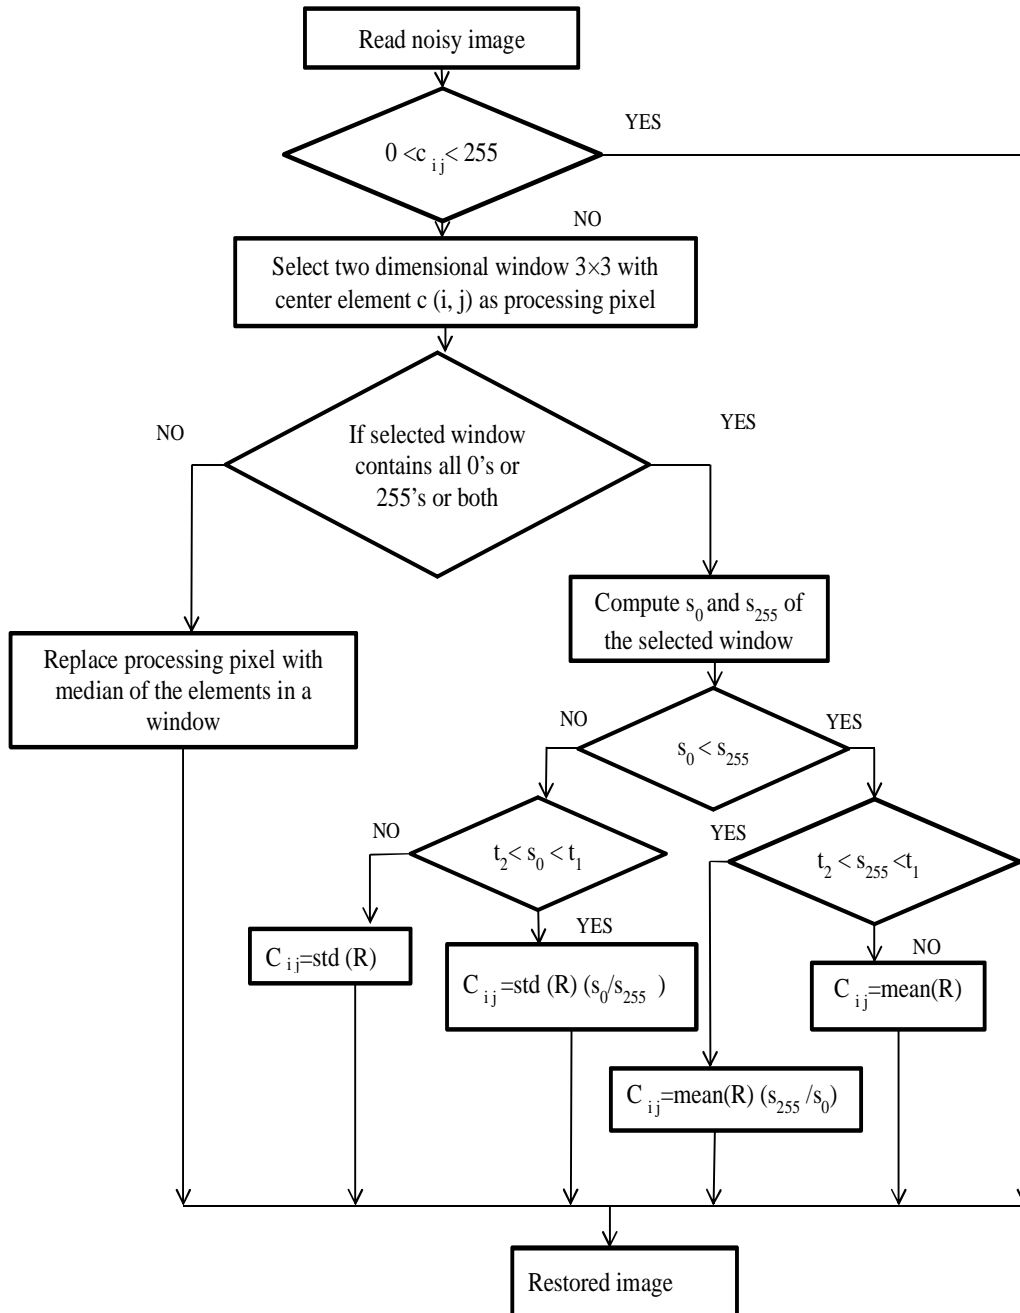 Read noisy image
YES
0 <c i j< 255
NO
Select two dimensional window 3×3 with
center element c (i, j) as processing pixel
NO
YES
If selected window
contains all 0's or
255's or both
Compute s0 and s255 of
the selected window
Replace processing pixel with
median of the elements in a
window
NO
YES
s0 < s255
NO
YES
t2< s0 < t1
t2 < s255 <t1
YES
NO
C i j=std (R)
C i j=std (R) (s0/s255 )
C i j=mean(R)
C i j=mean(R) (s255 /s0)
Restored image